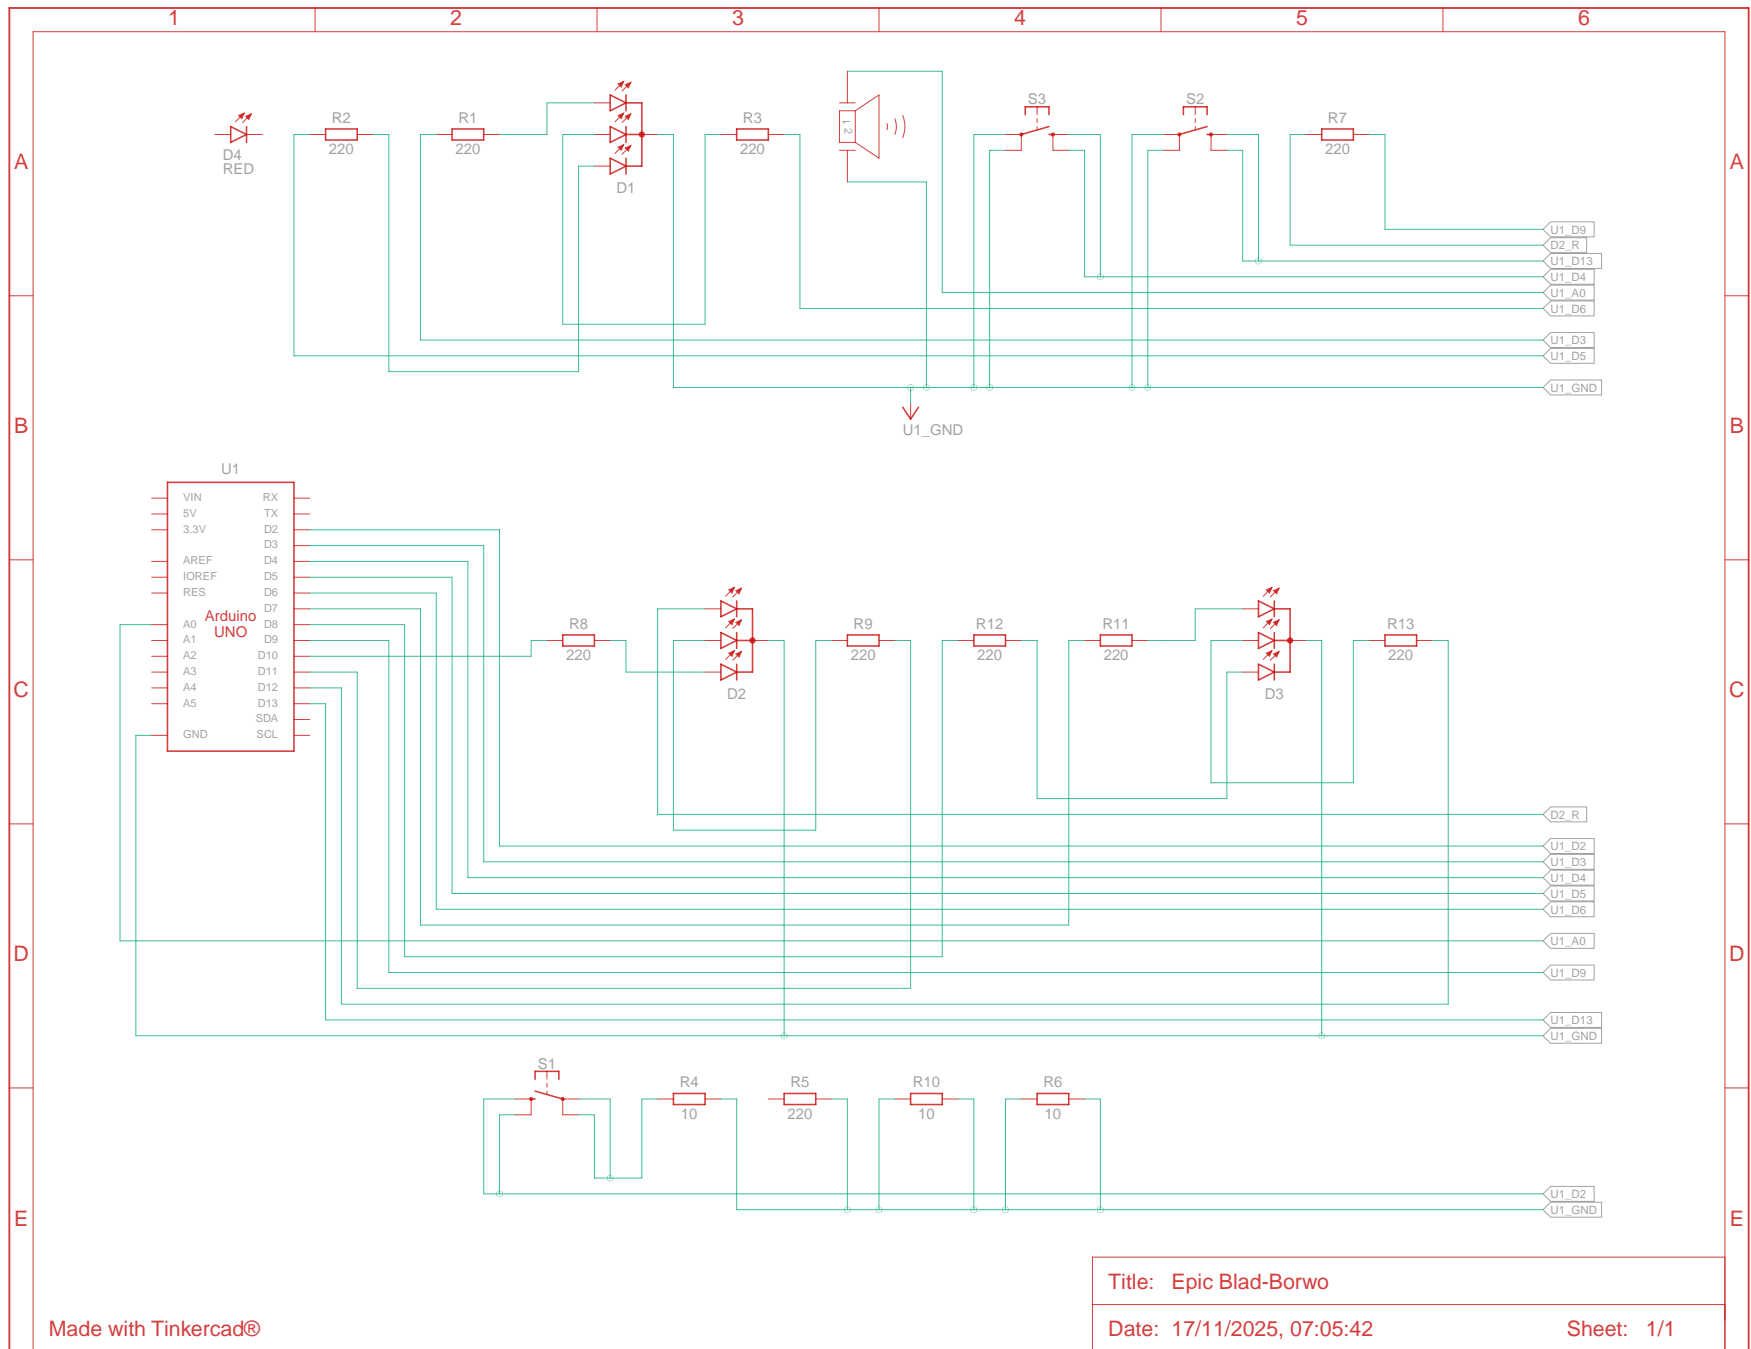 1 2 3 4 5 6
A A
D4
RED
R2
220
R1
220
D1
R3
220
1
2
S3
S2
R7
220
U1_D9
D2_R
U1_D13
U1_D4
U1_A0
U1_D6
U1_D3
U1_D5
U1_GND
U1_GND
B B
U1
VIN RX
5V TX
3.3V D2
D3
AREF D4
IOREF D5
RES D6
D7
Arduino
UNO
A0 D8
A1 D9
A2 D10
A3 D11
A4 D12
A5 D13
SDA
GND SCL
R8
220
D2
R9
220
R12
220
R11
220
D3
R13
220
C C
D2_R
U1_D2
U1_D3
U1_D4
U1_D5
U1_D6
U1_A0
U1_D9
U1_D13
U1_GND
D D
S1
R4
10
R5
220
R10
10
R6
10
U1_D2
U1_GND
E E
Title: Epic Blad-Borwo
Made with Tinkercad®
Date: 17/11/2025, 07:05:42 Sheet: 1/1